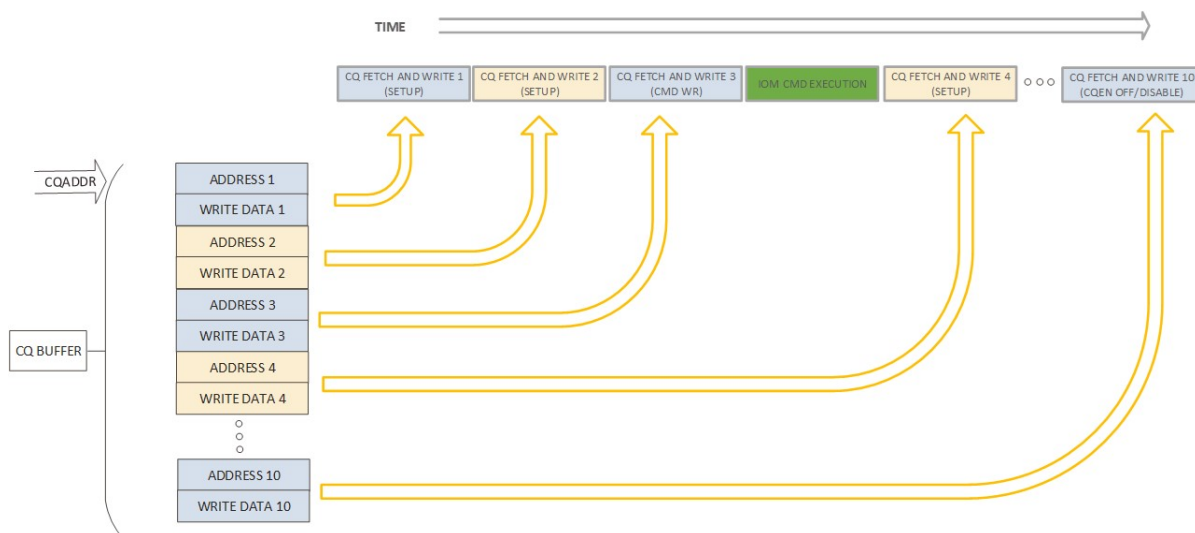 TIME
CQ FETCH AND WRITE 1
(SETUP)
CQ FETCH AND WRITE 2
(SETUP)
CQ FETCH AND WRITE 3
(CMD WR)
IOM CMD EXECUTION
CQ FETCH AND WRITE 4
(SETUP)
CQ FETCH AND WRITE 10
(CQEN OFF/DISABLE)
CQADDR
ADDRESS 1
WRITE DATA 1
ADDRESS 2
WRITE DATA 2
ADDRESS 3
WRITE DATA 3
CQ BUFFER
ADDRESS 4
WRITE DATA 4
ADDRESS 10
WRITE DATA 10